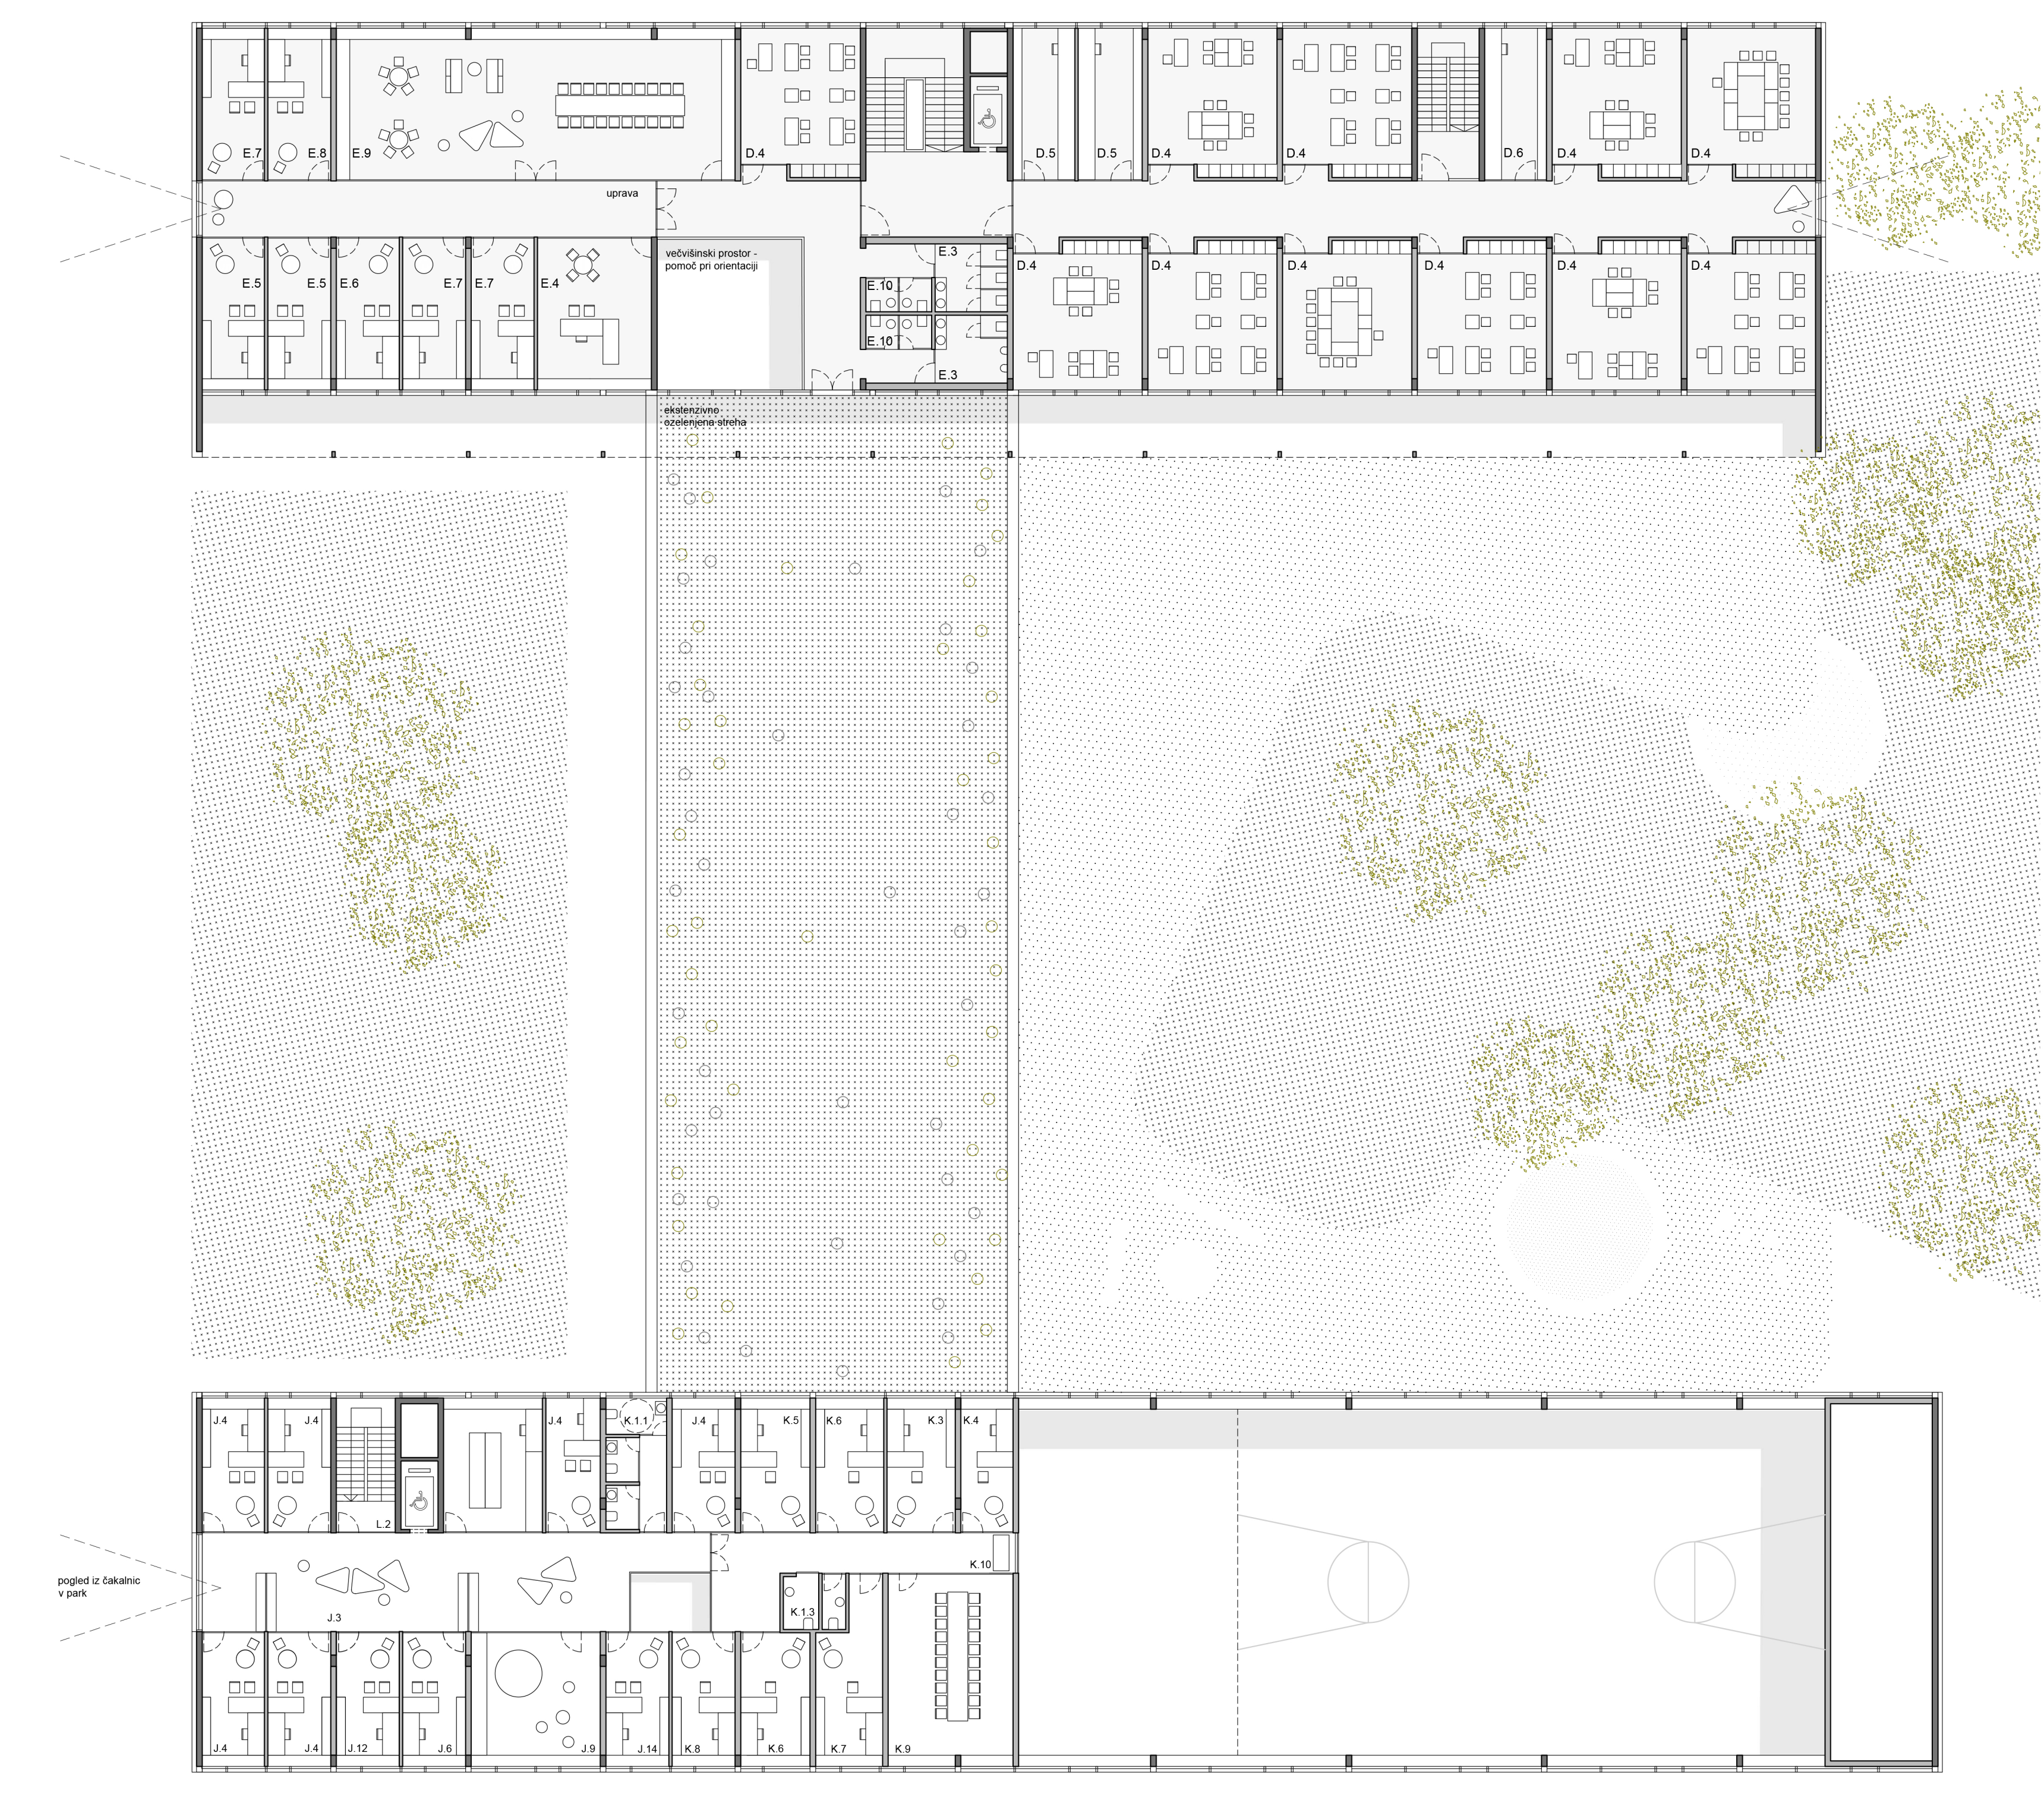 E.7
E.8
E.9
D.4
D.5
D.5
D.4
D.4
D.6
D.4
D.4
uprava
E.5
E.5
E.6
E.7
E.7
E.4
večvišinski prostor -
pomoč pri orientaciji
E.3
E.10
E.10
E.3
D.4
D.4
D.4
D.4
D.4
D.4
ekstenzivno
ozelenjena streha
J.4
J.4
L.2
J.4
K.1.1
J.4
K.5
K.6
K.3
K.4
K.10
pogled iz čakalnic
v park
J.3
K.1.3
J.4
J.4
J.12
J.6
J.9
J.14
K.8
K.6
K.7
K.9